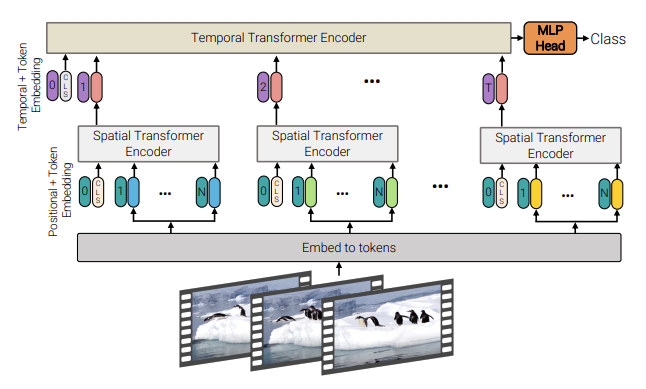 Temporal Transformer Encoder
MLP
Head
Class
Temporal + Token
Embedding
0
CLS
1
2
...
T
Spatial Transformer
Encoder
Spatial Transformer
Encoder
Spatial Transformer
Encoder
Positional + Token
Embedding
0
CLS
1
...
N
0
CLS
1
...
N
...
0
CLS
1
...
N
Embed to tokens